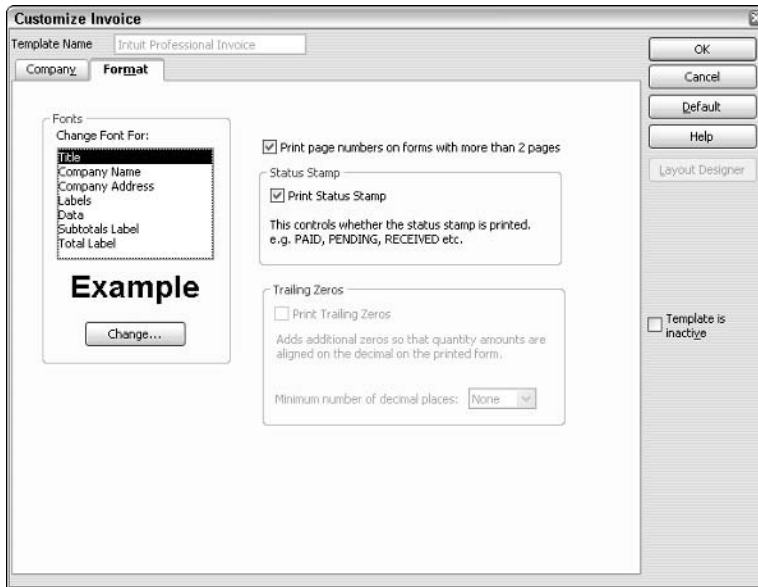 Customize Invoice
Template Name
Intuit Professional Invoice
Company
Format
Fonts
Change Font For:
Title
Company Name
Company Address
Labels
Data
Subtotals Label
Total Label
Example
Change...
Print page numbers on forms with more than 2 pages
Status Stamp
Print Status Stamp
This controls whether the status stamp is printed.
e.g. PAID, PENDING, RECEIVED etc.
Trailing Zeros
Print Trailing Zeros
Adds additional zeros so that quantity amounts are
aligned on the decimal on the printed form.
Minimum number of decimal places:
None
OK
Cancel
Default
Help
Layout Designer
Template is
inactive